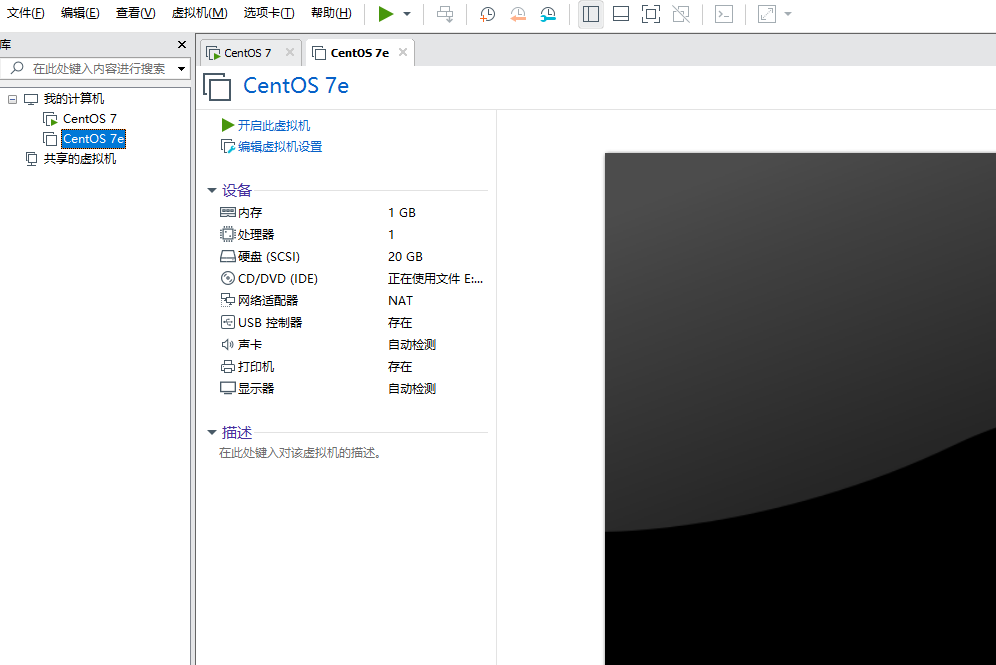 文件(F) 编辑(E) 查看(V) 虚拟机(M) 选项卡(T) 帮助(H)
库
在此处键入内容进行搜索
我的计算机
CentOS 7
CentOS 7e
共享的虚拟机
CentOS 7 CentOS 7e
CentOS 7e
开启此虚拟机
编辑虚拟机设置
设备
内存 1 GB
处理器 1
硬盘 (SCSI) 20 GB
CD/DVD (IDE) 正在使用文件 E:...
网络适配器 NAT
USB 控制器 存在
声卡 自动检测
打印机 存在
显示器 自动检测
描述
在此处键入对该虚拟机的描述。